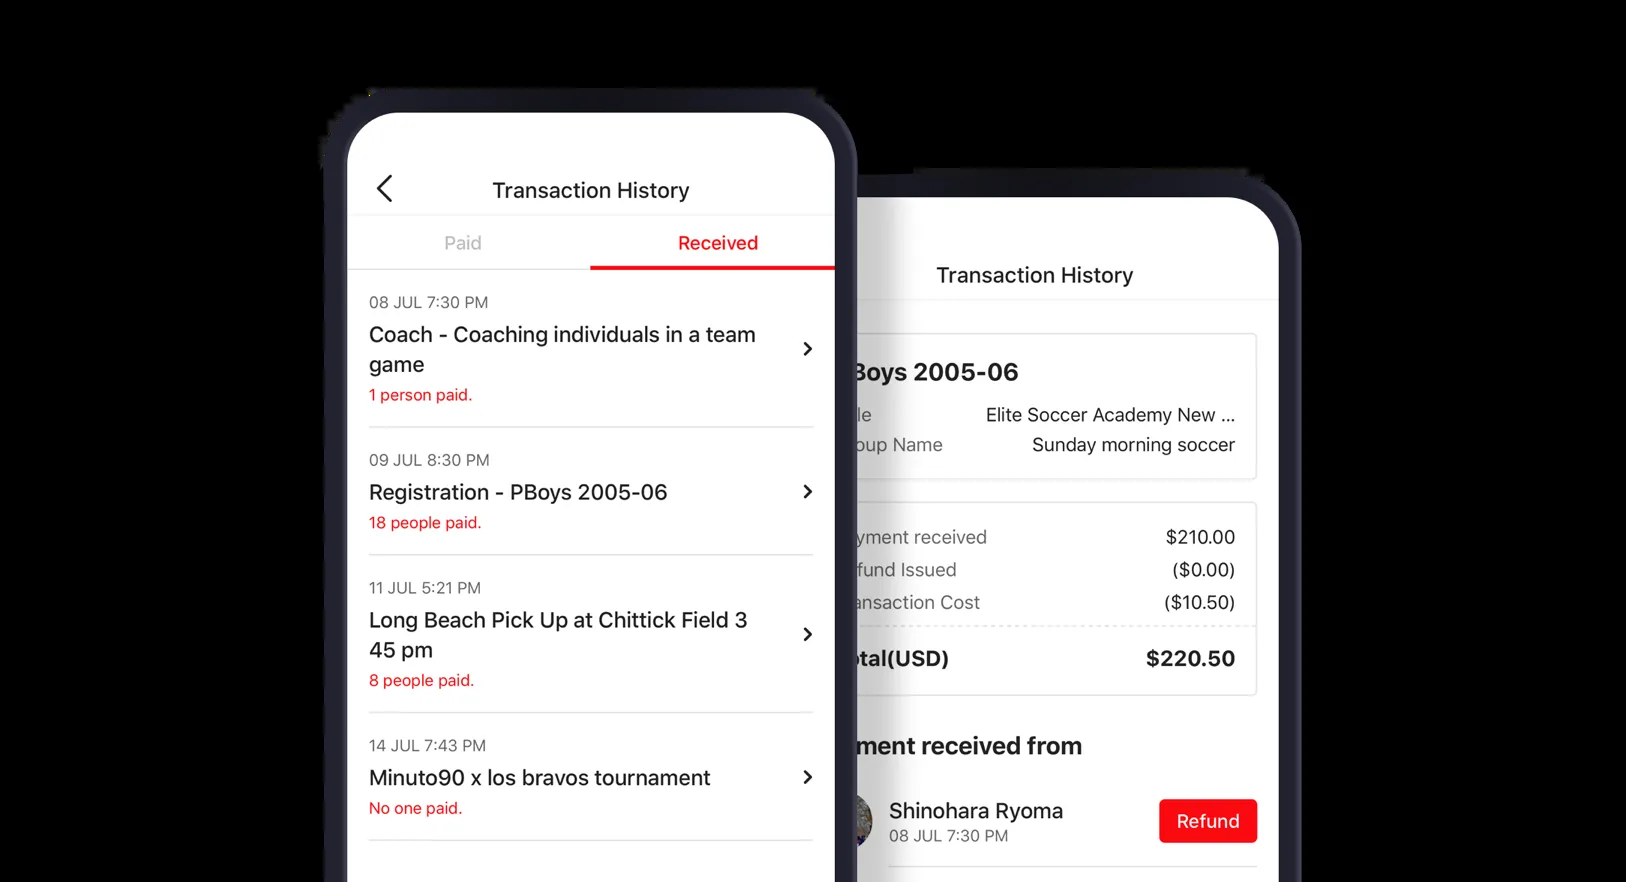 Transaction History
Paid
Received
08 JUL 7:30 PM
Coach - Coaching individuals in a team
game
1 person paid.
09 JUL 8:30 PM
Registration - PBoys 2005-06
18 people paid.
11 JUL 5:21 PM
Long Beach Pick Up at Chittick Field 3
45 pm
8 people paid.
14 JUL 7:43 PM
Minuto90 x los bravos tournament
No one paid.
Transaction History
Boys 2005-06
le Elite Soccer Academy New ...
oup Name Sunday morning soccer
yment received $210.00
fund Issued ($0.00)
ansaction Cost ($10.50)
otal(USD) $220.50
ment received from
Shinohara Ryoma
08 JUL 7:30 PM
Refund